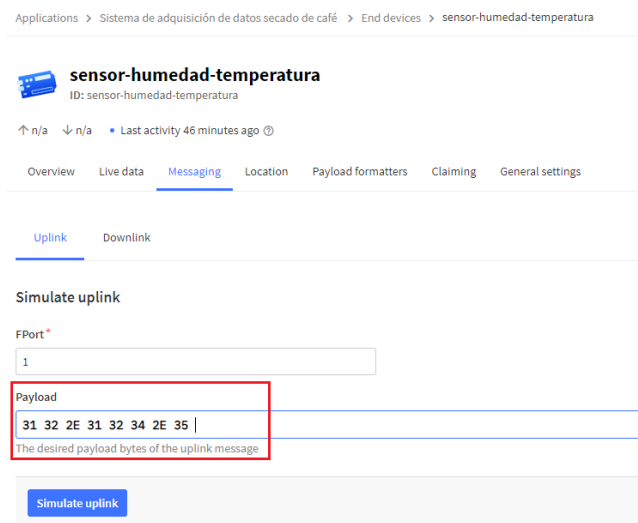 Applications > Sistema de adquisición de datos secado de café > End devices > sensor-humedad-temperatura
sensor-humedad-temperatura
ID: sensor-humedad-temperatura
↑ n/a ↓ n/a • Last activity 46 minutes ago
Overview Live data Messaging Location Payload formatters Claiming General settings
Uplink Downlink
Simulate uplink
FPort *
1
Payload
31 32 2E 31 32 34 2E 35
The desired payload bytes of the uplink message
Simulate uplink